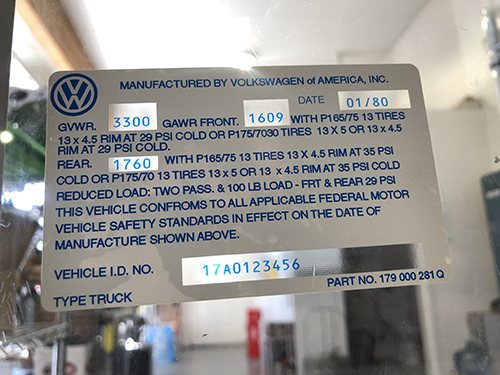 MANUFACTURED BY VOLKSWAGEN of AMERICA, INC.
DATE 01/80
GVWR. 3300 GAWR FRONT. 1609 WITH P165/75 13 TIRES
13 x 4.5 RIM AT 29 PSI COLD OR P175/7030 TIRES 13 X 5 OR 13 x 4.5
RIM AT 29 PSI COLD.
REAR. 1760 WITH P165/75 13 TIRES 13 X 4.5 RIM AT 35 PSI
COLD OR P175/70 13 TIRES 13 x 5 OR 13 x 4.5 RIM AT 35 PSI COLD
REDUCED LOAD: TWO PASS. & 100 LB LOAD - FRT & REAR 29 PSI
THIS VEHICLE CONFROMS TO ALL APPLICABLE FEDERAL MOTOR
VEHICLE SAFETY STANDARDS IN EFFECT ON THE DATE OF
MANUFACTURE SHOWN ABOVE.
VEHICLE I.D. NO. 17A0123456
TYPE TRUCK
PART NO. 179 000 281 Q